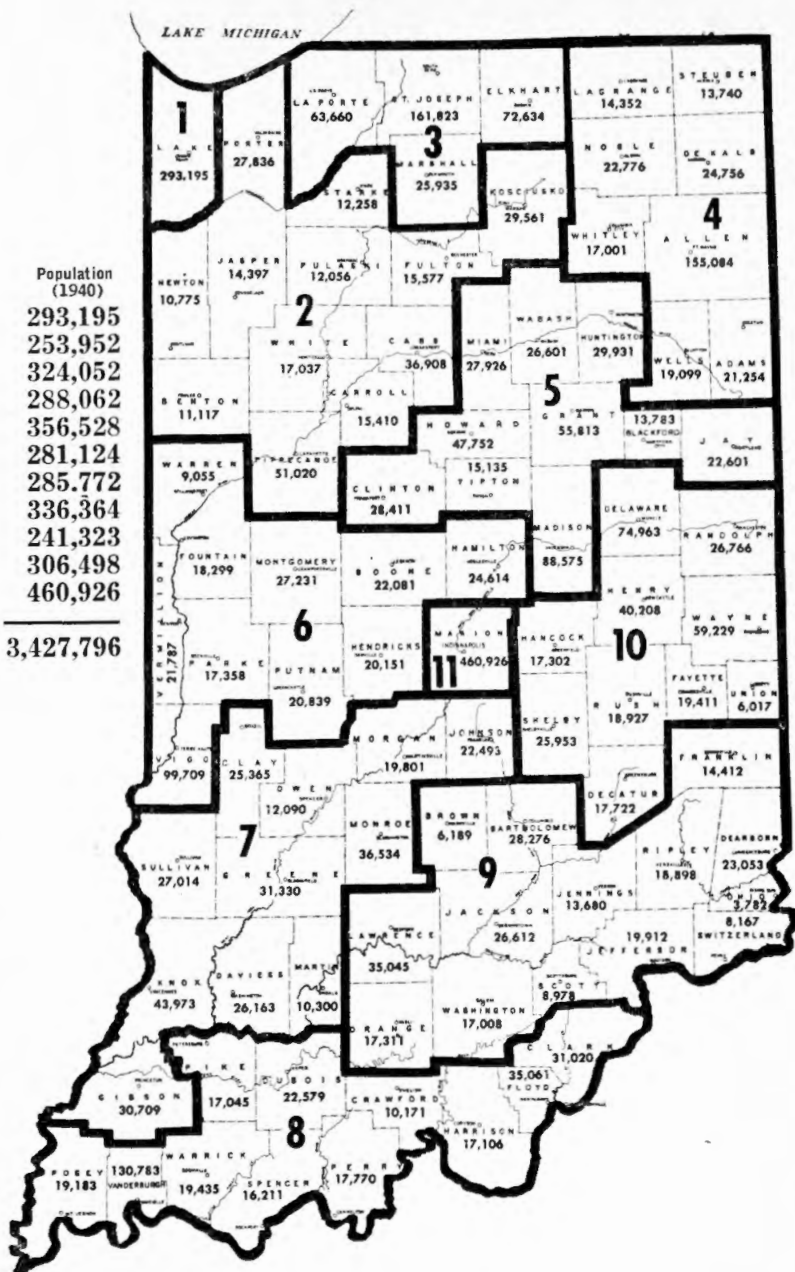 LAKE MICHIGAN
Population
(1940)
293,195
253,952
324,052
288,062
356,528
281,124
285.772
336,364
241,323
306,498
460,926
3,427,796
1
LAKE
293,195
PORTER
27,836
LA PORTE
63,660
ST. JOSEPH
161,823
ELKHART
72,634
3
MARSHALL
25,935
LAGRANGE
14,352
STEUBEN
13,740
NOBLE
22,776
DE KALB
24,756
4
WHITLEY
17,001
ALLEN
FT. WAYNE
155,084
WELLS
19,099
ADAMS
21,254
STARKE
12,258
KOSCIUSKO
29,561
NEWTON
10,775
JASPER
14,397
PULASKI
12,056
FULTON
15,577
2
WHITE
17,037
CASS
36,908
BENTON
11,117
CARROLL
15,410
TIPPECANOE
51,020
MIAMI
27,926
WABASH
26,601
HUNTINGTON
29,931
5
HOWARD
47,752
GRANT
55,813
13,783
BLACKFORD
JAY
22,601
CLINTON
28,411
15,135
TIPTON
MADISON
88,575
WARREN
9,055
FOUNTAIN
18,299
MONTGOMERY
27,231
BOONE
22,081
HAMILTON
24,614
6
VERMILLION
21,787
PARKE
17,358
PUTNAM
20,839
HENDRICKS
20,151
VIGO
99,709
MARION
INDIANAPOLIS
11
460,926
DELAWARE
74,963
RANDOLPH
26,766
HENRY
40,208
WAYNE
59,229
HANCOCK
17,302
10
RUSH
18,927
FAYETTE
19,411
UNION
6,017
SHELBY
25,953
DECATUR
17,722
CLAY
25,365
OWEN
12,090
MORGAN
19,801
JOHNSON
22,493
7
MONROE
36,534
SULLIVAN
27,014
GREENE
31,330
KNOX
43,973
DAVIESS
26,163
MARTIN
10,300
BROWN
6,189
BARTHOLOMEW
28,276
FRANKLIN
14,412
9
RIPLEY
18,898
DEARBORN
23,053
OHIO
3,782
8,167
SWITZERLAND
JENNINGS
13,680
JACKSON
26,612
19,912
JEFFERSON
LAWRENCE
35,045
SCOTT
8,978
WASHINGTON
17,008
ORANGE
17,311
GIBSON
30,709
PIKE
17,045
DUBOIS
22,579
CRAWFORD
10,171
CLARK
31,020
35,061
FLOYD
HARRISON
17,106
8
POSEY
19,183
130,783
VANDERBURGH
WARRICK
19,435
SPENCER
16,211
PERRY
17,770